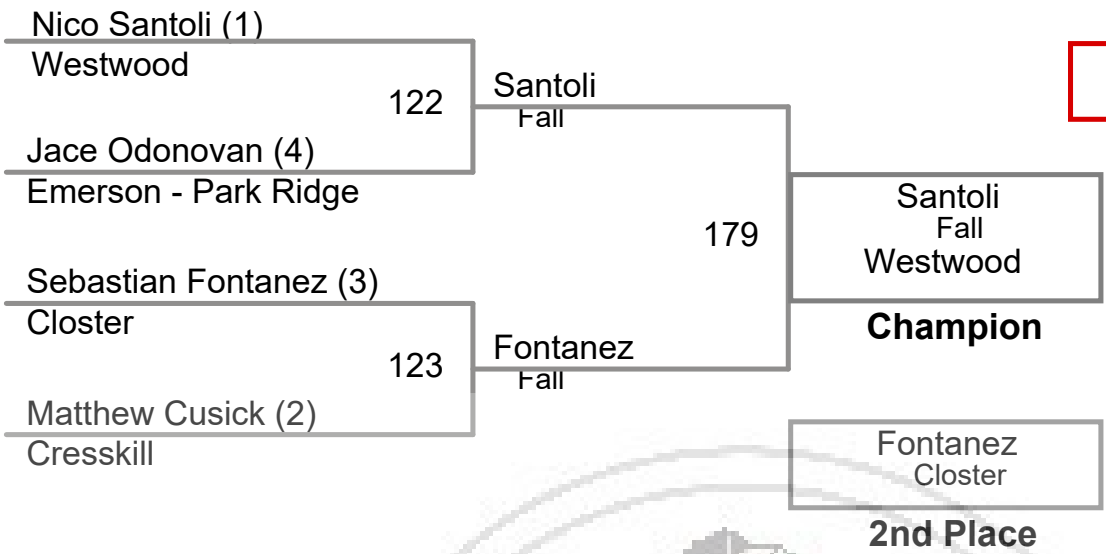 Nico Santoli (1)
Westwood
122
Santoli
Fall
Jace Odonovan (4)
Emerson - Park Ridge
179
Santoli
Fall
Westwood
Champion
Sebastian Fontanez (3)
Closter
123
Fontanez
Fall
Matthew Cusick (2)
Cresskill
Fontanez
Closter
2nd Place